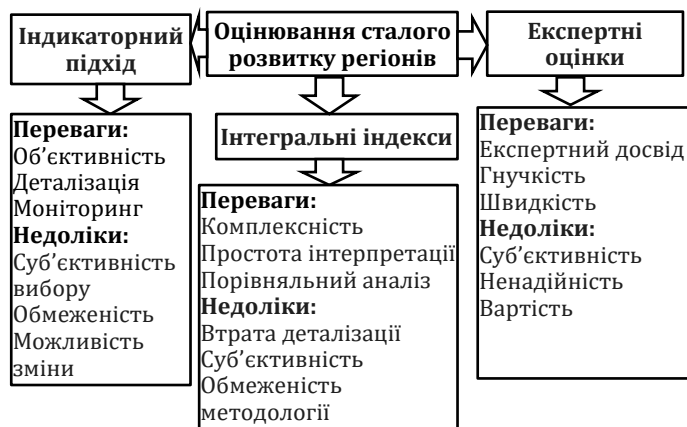 Індикаторний
підхід
Оцінювання сталого
розвитку регіонів
Експертні
оцінки
Переваги:
Об’єктивність
Деталізація
Моніторинг
Недоліки:
Суб’єктивність
вибору
Обмеженість
Можливість
зміни
Інтегральні індекси
Переваги:
Комплексність
Простота інтерпретації
Порівняльний аналіз
Недоліки:
Втрата деталізації
Суб’єктивність
Обмеженість
методології
Переваги:
Експертний досвід
Гнучкість
Швидкість
Недоліки:
Суб’єктивність
Ненадійність
Вартість